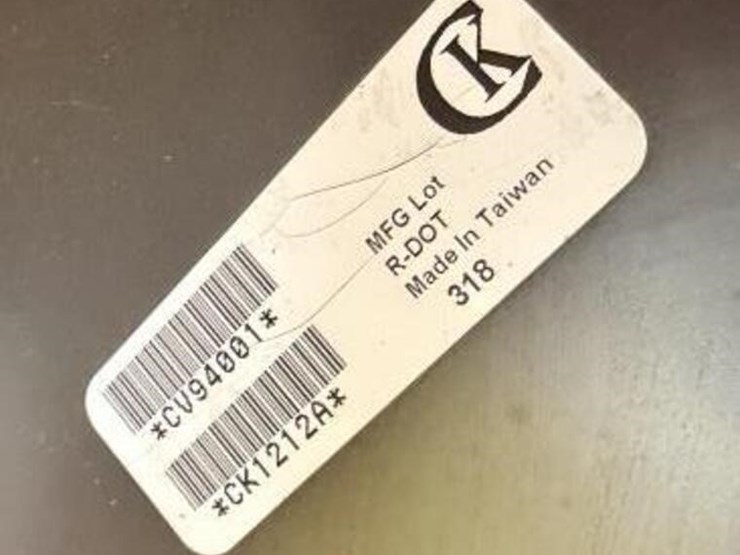 CK
MFG Lot
R-DOT
Made In Taiwan
318
*CV94001*
*CK1212A*